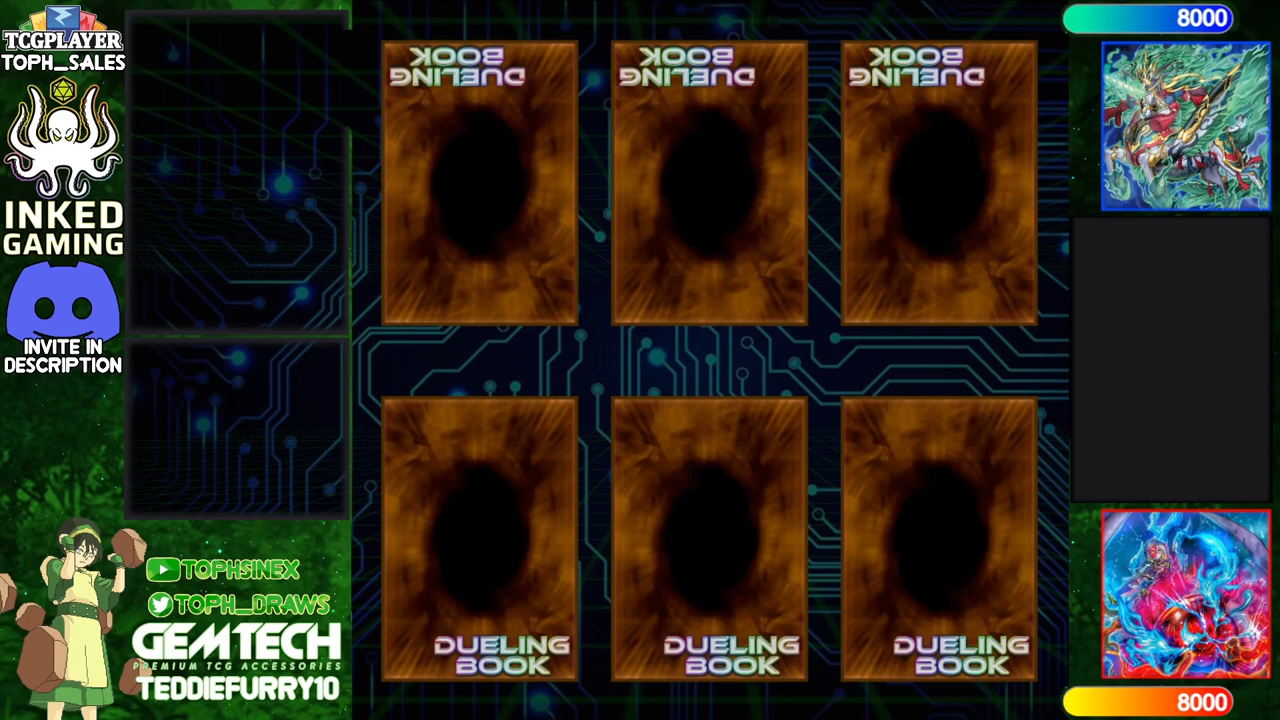 TCGPLAYER
TOPH_SALES
INKED
GAMING
INVITE IN
DESCRIPTION
DUELING
BOOK
DUELING
BOOK
DUELING
BOOK
8000
DUELING
BOOK
DUELING
BOOK
DUELING
BOOK
TOPHSINEX
TOPH_DRAWS
GEMTECH
PREMIUM TCG ACCESSORIES
TEDDIEFURRY10
8000